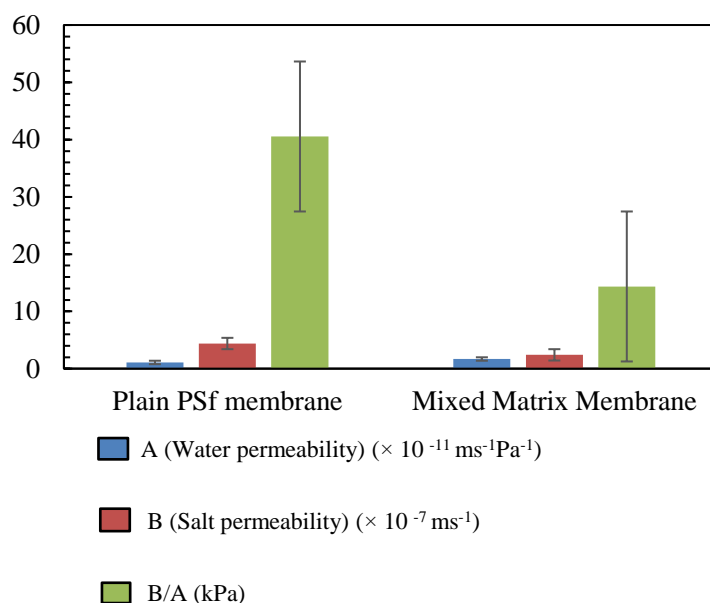 60
50
40
30
20
10
0
Plain PSf membrane Mixed Matrix Membrane
A (Water permeability) (× 10 -11 ms-1Pa-1)
B (Salt permeability) (× 10 -7 ms-1)
B/A (kPa)